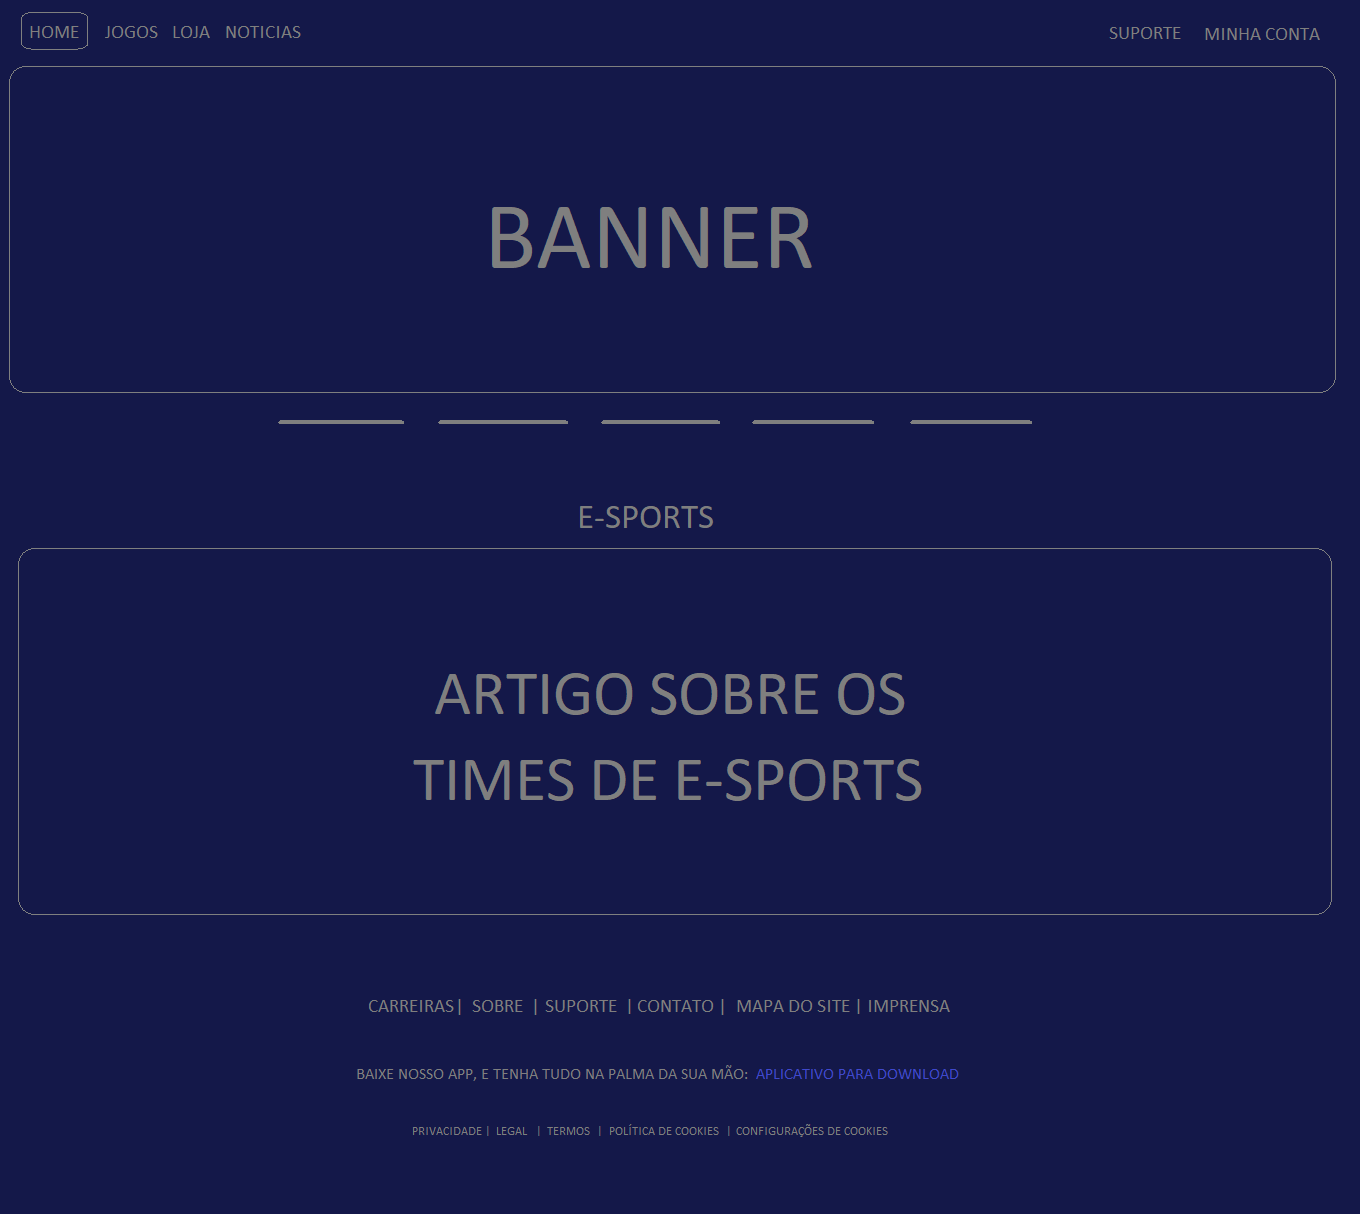 HOME JOGOS LOJA NOTICIAS SUPORTE MINHA CONTA
BANNER
E-SPORTS
ARTIGO SOBRE OS
TIMES DE E-SPORTS
CARREIRAS | SOBRE | SUPORTE | CONTATO | MAPA DO SITE | IMPRENSA
BAIXE NOSSO APP, E TENHA TUDO NA PALMA DA SUA MÃO: APLICATIVO PARA DOWNLOAD
PRIVACIDADE | LEGAL | TERMOS | POLÍTICA DE COOKIES | CONFIGURAÇÕES DE COOKIES